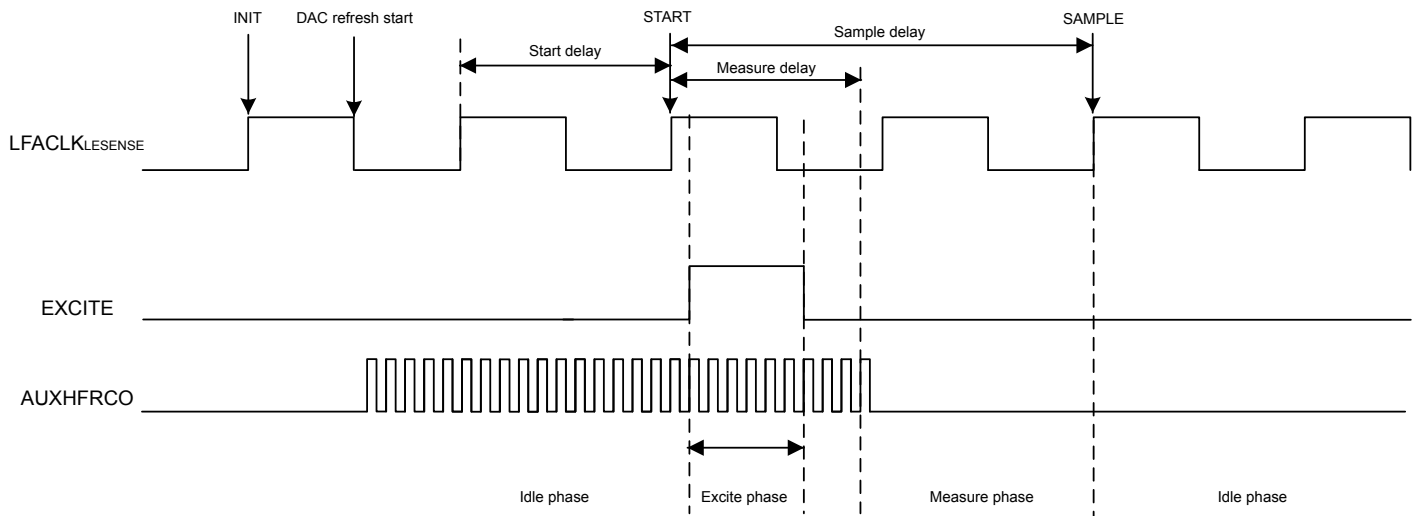 INIT
DAC refresh start
START
SAMPLE
Start delay
Sample delay
Measure delay
LFACLKLESENSE
EXCITE
AUXHFRCO
Idle phase
Excite phase
Measure phase
Idle phase